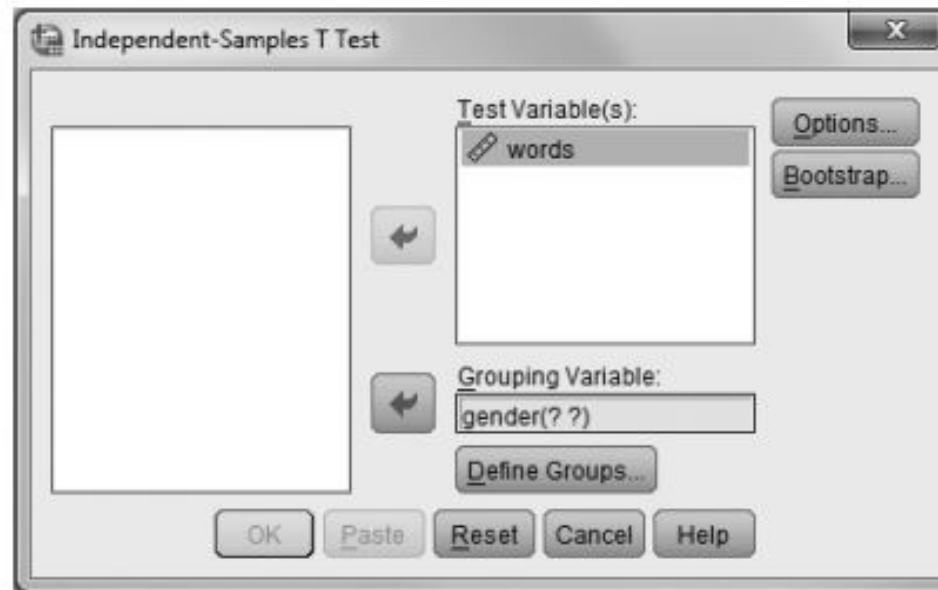 Independent-Samples T Test
x
Test Variable(s):
words
Options...
Bootstrap...
Grouping Variable:
gender(? ?)
Define Groups...
OK Paste Reset Cancel Help